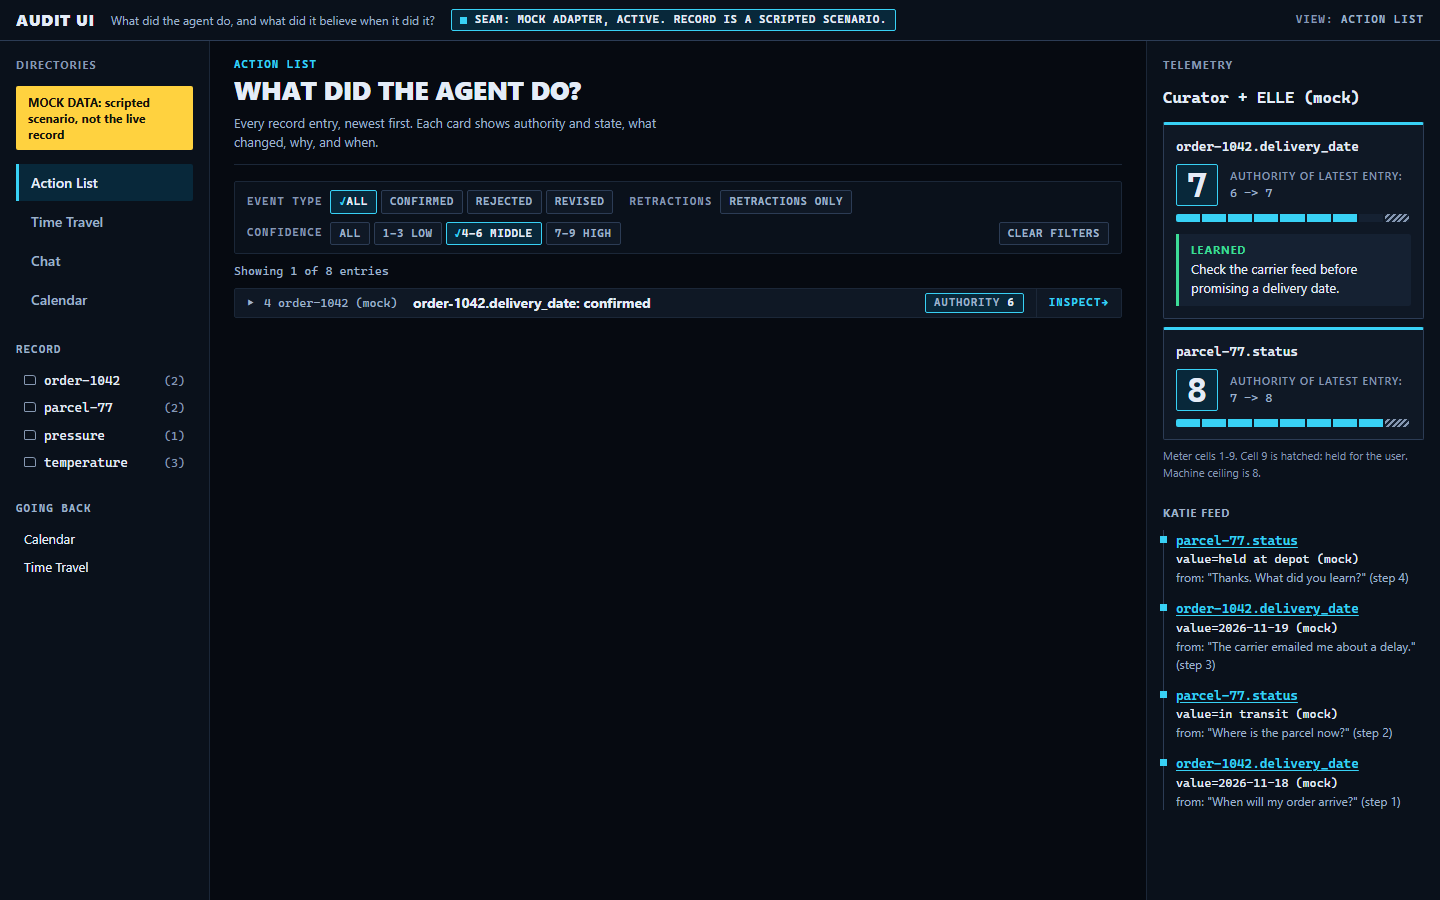 AUDIT UI
What did the agent do, and what did it believe when it did it?
SEAM: MOCK ADAPTER, ACTIVE. RECORD IS A SCRIPTED SCENARIO.
VIEW: ACTION LIST
DIRECTORIES
MOCK DATA: scripted
scenario, not the live
record
Action List
Time Travel
Chat
Calendar
RECORD
order-1042 (2)
parcel-77 (2)
pressure (1)
temperature (3)
GOING BACK
Calendar
Time Travel
ACTION LIST
WHAT DID THE AGENT DO?
Every record entry, newest first. Each card shows authority and state, what
changed, why, and when.
EVENT TYPE ✓ALL CONFIRMED REJECTED REVISED RETRACTIONS RETRACTIONS ONLY
CONFIDENCE ALL 1-3 LOW ✓4-6 MIDDLE 7-9 HIGH CLEAR FILTERS
Showing 1 of 8 entries
▶ 4 order-1042 (mock) order-1042.delivery_date: confirmed AUTHORITY 6 INSPECT→
TELEMETRY
Curator + ELLE (mock)
order-1042.delivery_date
7
AUTHORITY OF LATEST ENTRY:
6 -> 7
LEARNED
Check the carrier feed before
promising a delivery date.
parcel-77.status
8
AUTHORITY OF LATEST ENTRY:
7 -> 8
Meter cells 1-9. Cell 9 is hatched: held for the user.
Machine ceiling is 8.
KATIE FEED
parcel-77.status
value=held at depot (mock)
from: "Thanks. What did you learn?" (step 4)
order-1042.delivery_date
value=2026-11-19 (mock)
from: "The carrier emailed me about a delay."
(step 3)
parcel-77.status
value=in transit (mock)
from: "Where is the parcel now?" (step 2)
order-1042.delivery_date
value=2026-11-18 (mock)
from: "When will my order arrive?" (step 1)